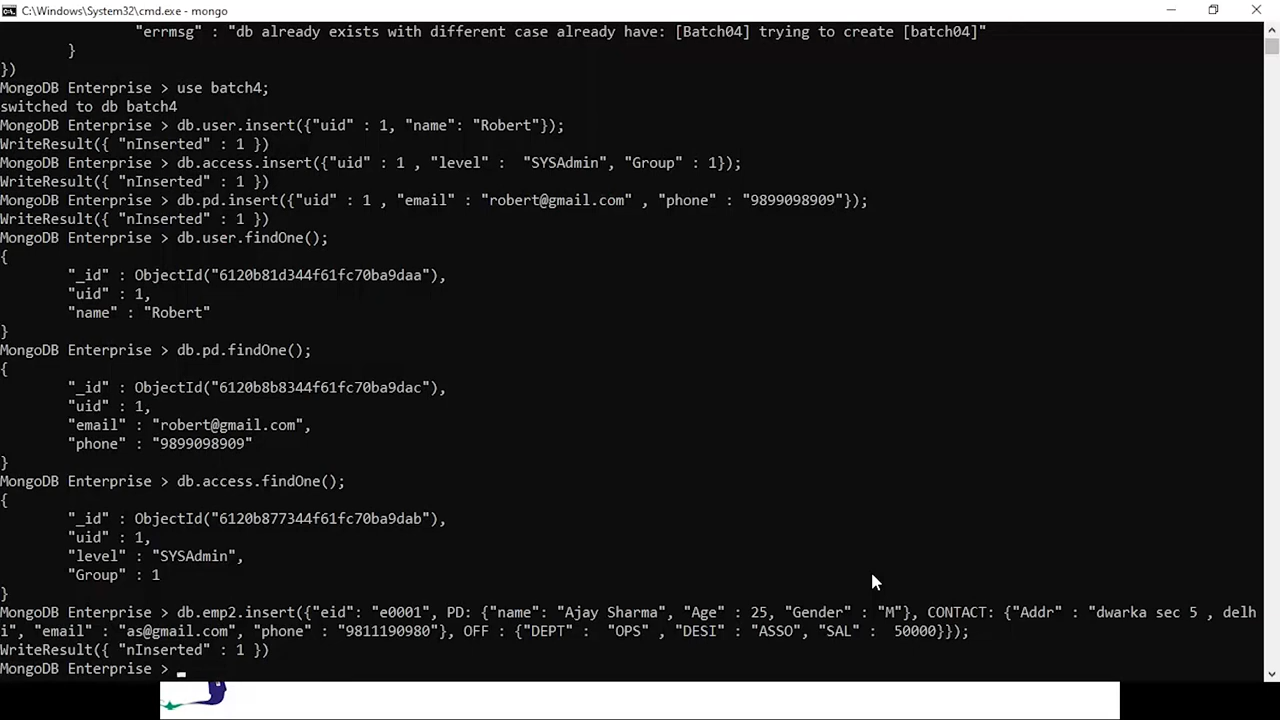 C:\Windows\System32\cmd.exe - mongo
"errmsg" : "db already exists with different case already have: [Batch04] trying to create [batch04]"
}
})
MongoDB Enterprise > use batch4;
switched to db batch4
MongoDB Enterprise > db.user.insert({"uid" : 1, "name": "Robert"});
WriteResult({ "nInserted" : 1 })
MongoDB Enterprise > db.access.insert({"uid" : 1 , "level" :  "SYSAdmin", "Group" : 1});
WriteResult({ "nInserted" : 1 })
MongoDB Enterprise > db.pd.insert({"uid" : 1 , "email" : "robert@gmail.com" , "phone" : "9899098909"});
WriteResult({ "nInserted" : 1 })
MongoDB Enterprise > db.user.findOne();
{
"_id" : ObjectId("6120b81d344f61fc70ba9daa"),
"uid" : 1,
"name" : "Robert"
}
MongoDB Enterprise > db.pd.findOne();
{
"_id" : ObjectId("6120b8b8344f61fc70ba9dac"),
"uid" : 1,
"email" : "robert@gmail.com",
"phone" : "9899098909"
}
MongoDB Enterprise > db.access.findOne();
{
"_id" : ObjectId("6120b877344f61fc70ba9dab"),
"uid" : 1,
"level" : "SYSAdmin",
"Group" : 1
}
MongoDB Enterprise > db.emp2.insert({"eid": "e0001", PD: {"name": "Ajay Sharma", "Age" : 25, "Gender" : "M"}, CONTACT: {"Addr" : "dwarka sec 5 , delh
i", "email" : "as@gmail.com", "phone" : "9811190980"}, OFF : {"DEPT" :  "OPS" , "DESI" : "ASSO", "SAL" :  50000}});
WriteResult({ "nInserted" : 1 })
MongoDB Enterprise >